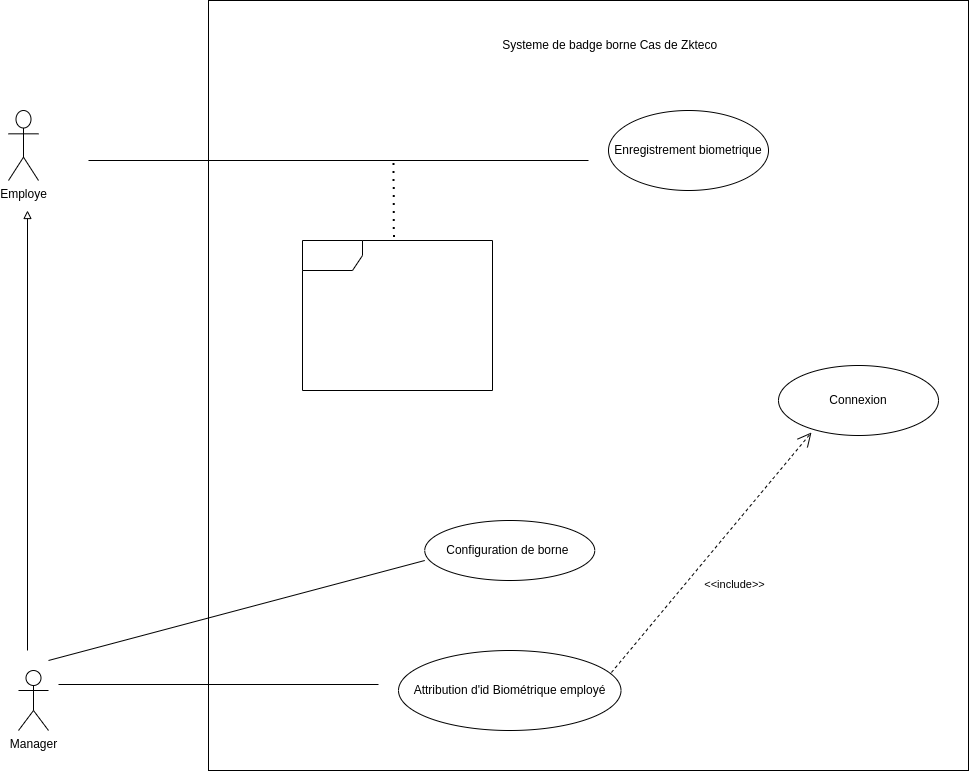 Systeme de badge borne Cas de Zkteco
Enregistrement biometrique
Employe
Connexion
Configuration de borne
<<include>>
Attribution d'id Biométrique employé
Manager